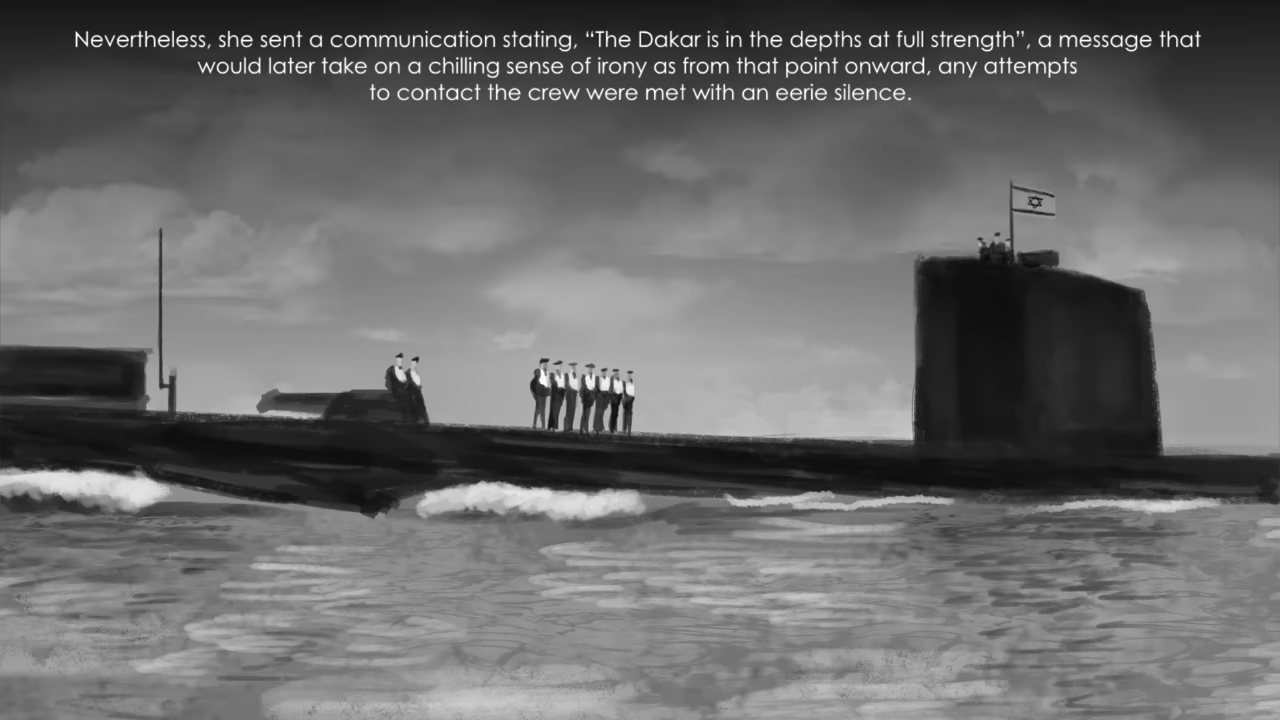 Nevertheless, she sent a communication stating, “The Dakar is in the depths at full strength”, a message that
would later take on a chilling sense of irony as from that point onward, any attempts
to contact the crew were met with an eerie silence.